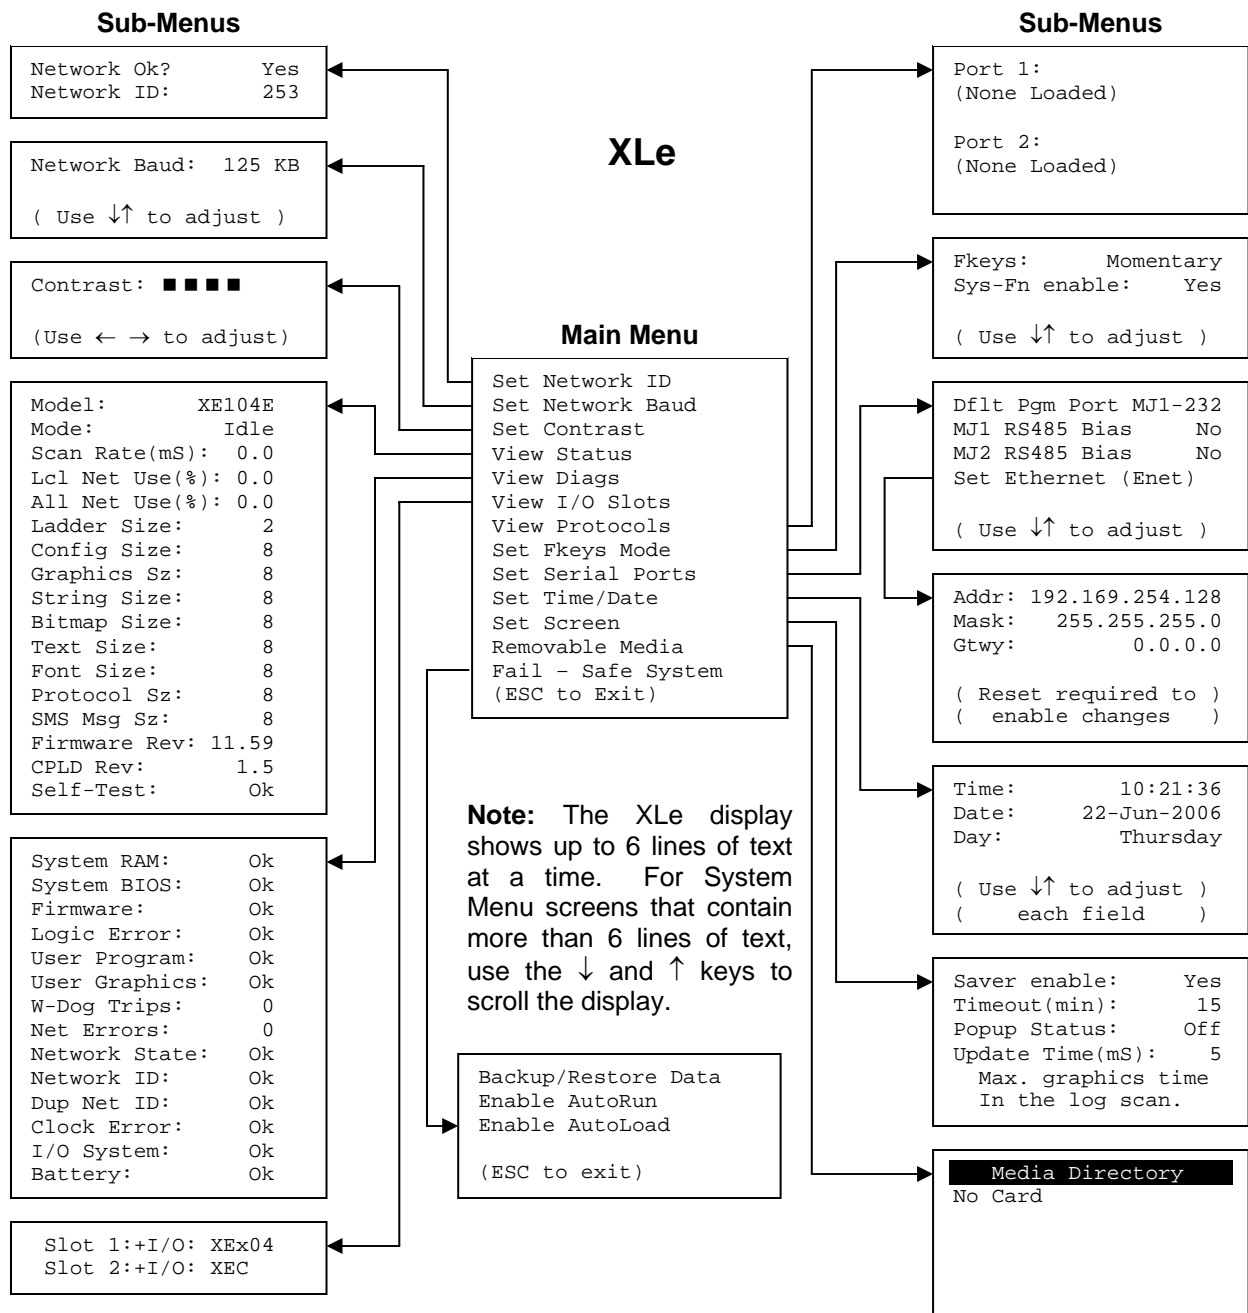 Sub-Menus
Network Ok? Yes
Network ID: 253
Network Baud: 125 KB
( Use ↓↑ to adjust )
Contrast: ■ ■ ■ ■
(Use ← → to adjust)
Model: XE104E
Mode: Idle
Scan Rate(mS): 0.0
Lcl Net Use(%): 0.0
All Net Use(%): 0.0
Ladder Size: 2
Config Size: 8
Graphics Sz: 8
String Size: 8
Bitmap Size: 8
Text Size: 8
Font Size: 8
Protocol Sz: 8
SMS Msg Sz: 8
Firmware Rev: 11.59
CPLD Rev: 1.5
Self-Test: Ok
System RAM: Ok
System BIOS: Ok
Firmware: Ok
Logic Error: Ok
User Program: Ok
User Graphics: Ok
W-Dog Trips: 0
Net Errors: 0
Network State: Ok
Network ID: Ok
Dup Net ID: Ok
Clock Error: Ok
I/O System: Ok
Battery: Ok
Slot 1:+I/O: XEx04
Slot 2:+I/O: XEC
XLe
Main Menu
Set Network ID
Set Network Baud
Set Contrast
View Status
View Diags
View I/O Slots
View Protocols
Set Fkeys Mode
Set Serial Ports
Set Time/Date
Set Screen
Removable Media
Fail – Safe System
(ESC to Exit)
Note: The XLe display
shows up to 6 lines of text
at a time. For System
Menu screens that contain
more than 6 lines of text,
use the ↓ and ↑ keys to
scroll the display.
Backup/Restore Data
Enable AutoRun
Enable AutoLoad
(ESC to exit)
Sub-Menus
Port 1:
(None Loaded)
Port 2:
(None Loaded)
Fkeys: Momentary
Sys-Fn enable: Yes
( Use ↓↑ to adjust )
Dflt Pgm Port MJ1-232
MJ1 RS485 Bias No
MJ2 RS485 Bias No
Set Ethernet (Enet)
( Use ↓↑ to adjust )
Addr: 192.169.254.128
Mask: 255.255.255.0
Gtwy: 0.0.0.0
( Reset required to )
( enable changes )
Time: 10:21:36
Date: 22-Jun-2006
Day: Thursday
( Use ↓↑ to adjust )
( each field )
Saver enable: Yes
Timeout(min): 15
Popup Status: Off
Update Time(mS): 5
Max. graphics time
In the log scan.
Media Directory
No Card